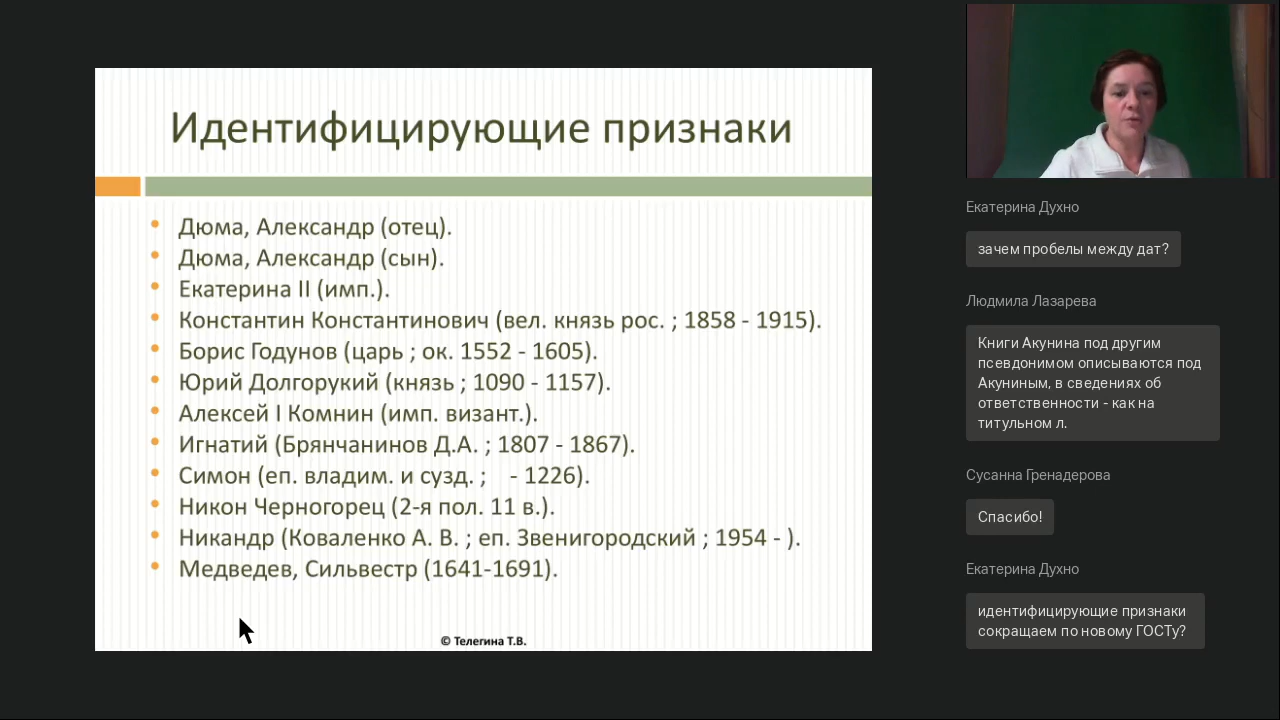 Идентифицирующие признаки
Дюма, Александр (отец).
Дюма, Александр (сын).
Екатерина II (имп.).
Константин Константинович (вел. князь рос. ; 1858 - 1915).
Борис Годунов (царь ; ок. 1552 - 1605).
Юрий Долгорукий (князь ; 1090 - 1157).
Алексей I Комнин (имп. визант.).
Игнатий (Брянчанинов Д.А. ; 1807 - 1867).
Симон (еп. владим. и сузд. ;    - 1226).
Никон Черногорец (2-я пол. 11 в.).
Никандр (Коваленко А. В. ; еп. Звенигородский ; 1954 - ).
Медведев, Сильвестр (1641-1691).
© Телегина Т.В.
Екатерина Духно
зачем пробелы между дат?
Людмила Лазарева
Книги Акунина под другим
псевдонимом описываются под
Акуниным, в сведениях об
ответственности - как на
титульном л.
Сусанна Гренадерова
Спасибо!
Екатерина Духно
идентифицирующие признаки
сокращаем по новому ГОСТу?